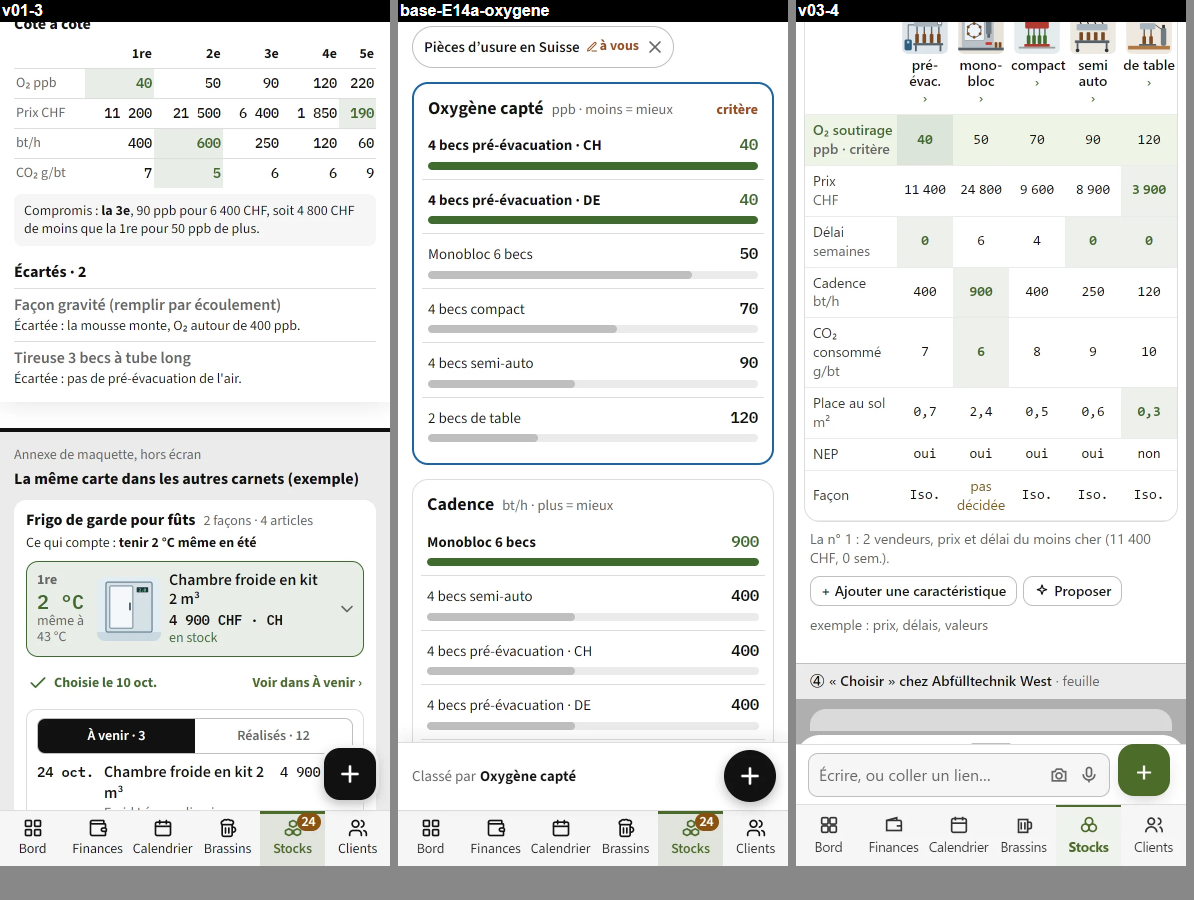 v01-3
Côte à côte
1re 2e 3e 4e 5e
O₂ ppb 40 50 90 120 220
Prix CHF 11 200 21 500 6 400 1 850 190
bt/h 400 600 250 120 60
CO₂ g/bt 7 5 6 6 9
Compromis : la 3e, 90 ppb pour 6 400 CHF, soit 4 800 CHF
de moins que la 1re pour 50 ppb de plus.
Écartés · 2
Façon gravité (remplir par écoulement)
Écartée : la mousse monte, O₂ autour de 400 ppb.
Tireuse 3 becs à tube long
Écartée : pas de pré-évacuation de l'air.
Annexe de maquette, hors écran
La même carte dans les autres carnets (exemple)
Frigo de garde pour fûts 2 façons · 4 articles
Ce qui compte : tenir 2 °C même en été
1re
2 °C
même à
43 °C
Chambre froide en kit
2 m³
4 900 CHF · CH
en stock
Choisie le 10 oct.
Voir dans À venir ›
À venir · 3
Réalisés · 12
24 oct. Chambre froide en kit 2 4 900
m³
+
24
Bord Finances Calendrier Brassins Stocks Clients
base-E14a-oxygene
Pièces d'usure en Suisse à vous
Oxygène capté ppb · moins = mieux critère
4 becs pré-évacuation · CH 40
4 becs pré-évacuation · DE 40
Monobloc 6 becs 50
4 becs compact 70
4 becs semi-auto 90
2 becs de table 120
Cadence bt/h · plus = mieux
Monobloc 6 becs 900
4 becs semi-auto 400
4 becs pré-évacuation · CH 400
4 becs pré-évacuation · DE 400
Classé par Oxygène capté
+
24
Bord Finances Calendrier Brassins Stocks Clients
v03-4
pré-
évac.
›
mono-
bloc
›
compact
›
semi
auto
›
de table
›
O₂ soutirage
ppb · critère
40 50 70 90 120
Prix
CHF
11 400 24 800 9 600 8 900 3 900
Délai
semaines
0 6 4 0 0
Cadence
bt/h
400 900 400 250 120
CO₂
consommé
g/bt
7 6 8 9 10
Place au sol
m²
0,7 2,4 0,5 0,6 0,3
NEP oui oui oui oui non
Façon Iso. pas
décidée Iso. Iso. Iso.
La n° 1 : 2 vendeurs, prix et délai du moins cher (11 400
CHF, 0 sem.).
+ Ajouter une caractéristique
Proposer
exemple : prix, délais, valeurs
④ « Choisir » chez Abfülltechnik West · feuille
Écrire, ou coller un lien...
+
Bord Finances Calendrier Brassins Stocks Clients